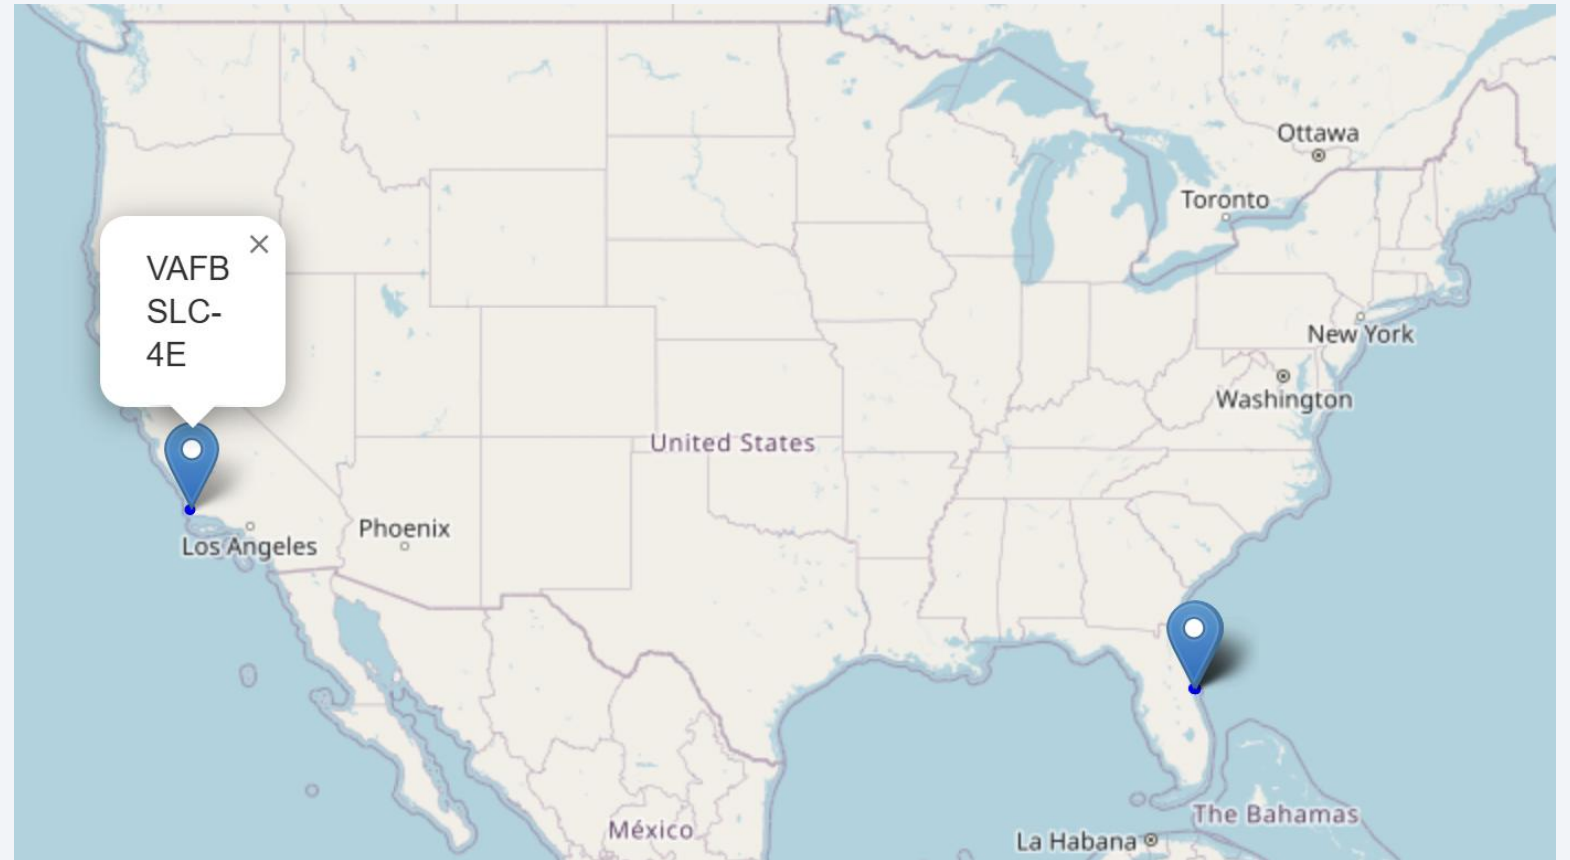 Ottawa
Toronto
×
VAFB
SLC-
4E
New York
Washington
United States
Phoenix
Los Angeles
The Bahamas
México
La Habana